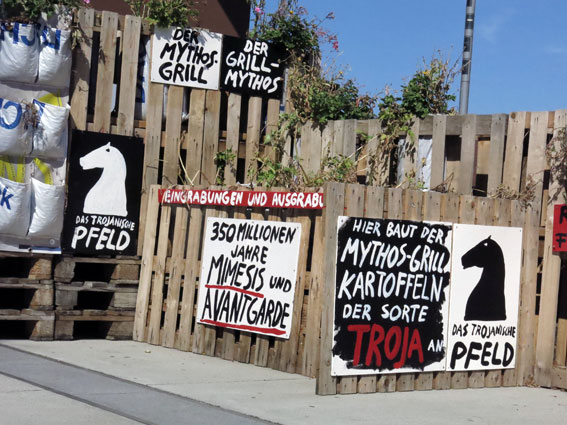 DER
MYTHOS-
GRILL
DER
GRILL-
MYTHOS
DAS TROJANISCHE
PFELD
EINGRABUNGEN UND AUSGRABU
350 MILLIONEN
JAHRE
MIMESIS UND
AVANTGARDE
HIER BAUT DER
MYTHOS-GRILL
KARTOFFELN
DER SORTE
TROJA AN
DAS TROJANISCHE
PFELD